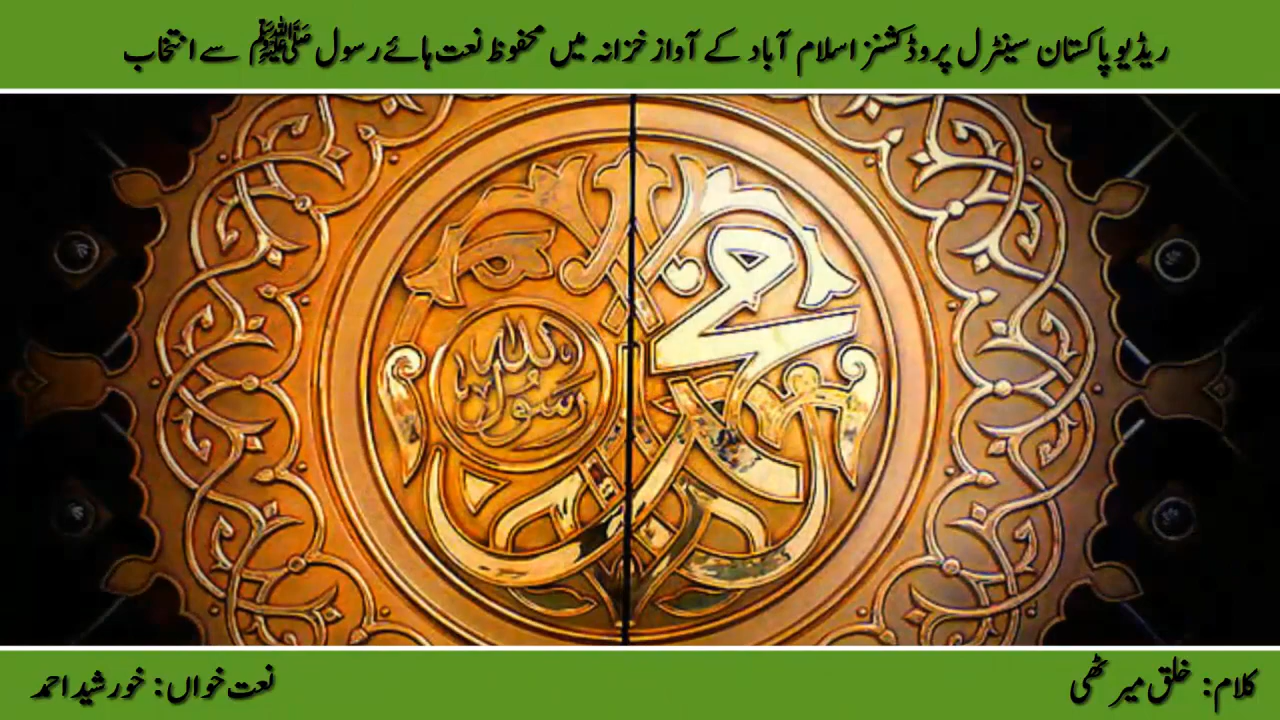 ریڈیو پاکستان سینٹرل پروڈکشنز اسلام آباد کے آواز خزانہ میں محفوظ نعت ہائے رسول ﷺ سے انتخاب
محمد
رسول الله
کلام: خلق میرٹھی
نعت خواں: خورشید احمد